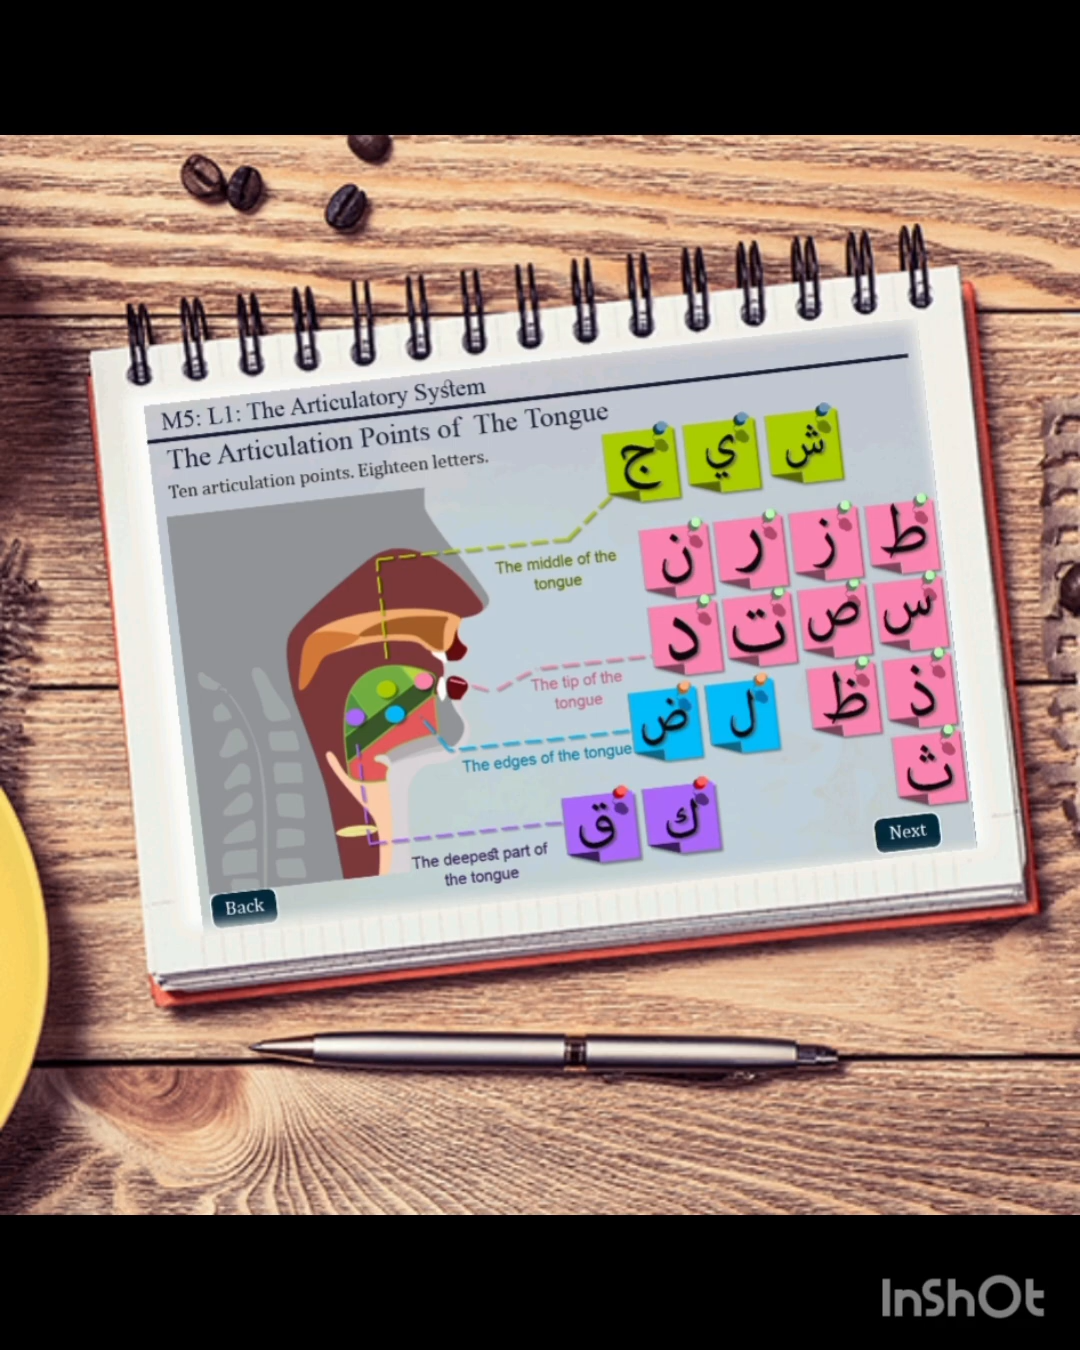 M5: L1: The Articulatory System
The Articulation Points of The Tongue
Ten articulation points. Eighteen letters.
ج ي ش
The middle of the
tongue
ن ر ز ط
د ت ص س
The tip of the
tongue
ظ ذ
ض ل
The edges of the tongue
ث
ق ك
The deepest part of
the tongue
Next
Back
InShOt